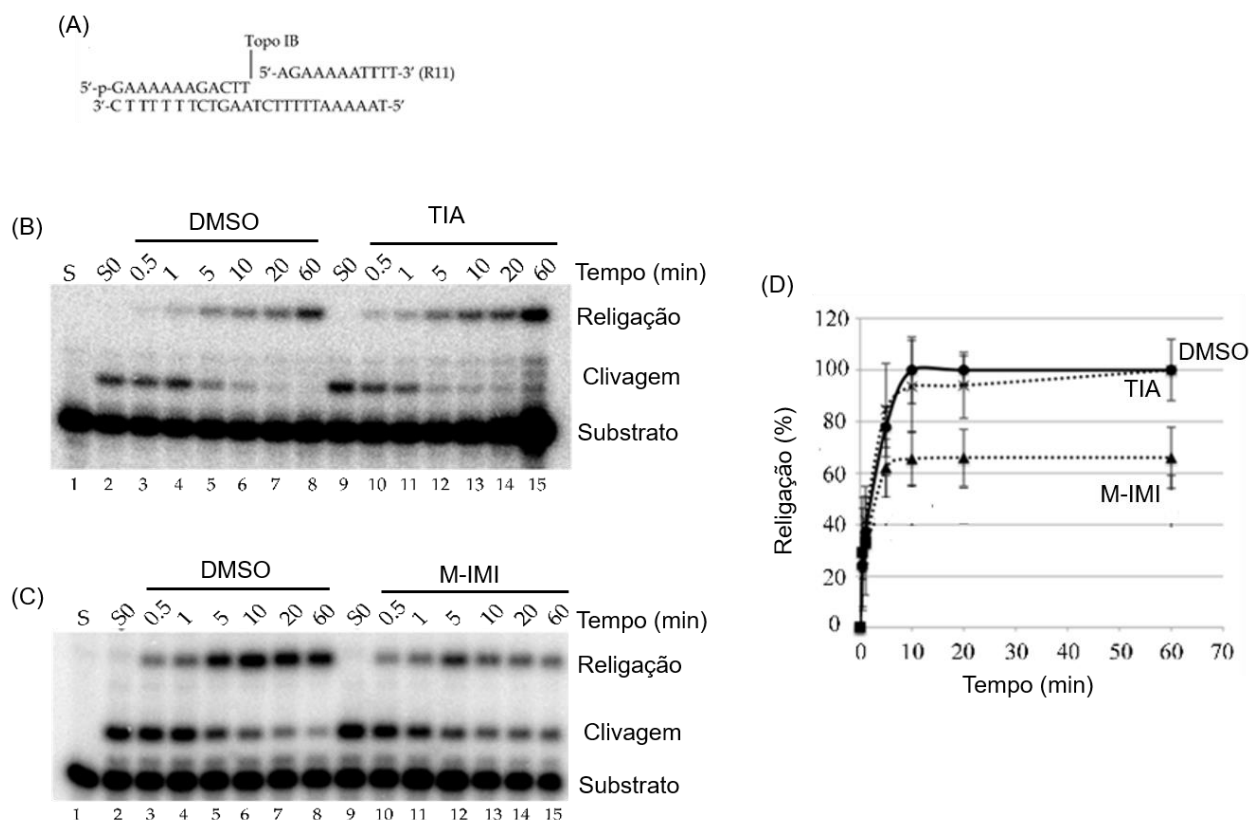 (A)
Topo IB
5'-AGAAAAATTTT-3' (R11)
5'-p-GAAAAAAGACTT
3'-C T TT T T TCTGAATCTTTTTAAAAAT-5'
(B)
DMSO TIA
S S0 0.5 1 5 10 20 60 S0 0.5 1 5 10 20 60 Tempo (min)
Religação
Clivagem
Substrato
1 2 3 4 5 6 7 8 9 10 11 12 13 14 15
(C)
DMSO M-IMI
S S0 0.5 1 5 10 20 60 S0 0.5 1 5 10 20 60 Tempo (min)
Religação
Clivagem
Substrato
1 2 3 4 5 6 7 8 9 10 11 12 13 14 15
(D)
Religação (%)
120
100
80
60
40
20
0
DMSO
TIA
M-IMI
0 10 20 30 40 50 60 70
Tempo (min)